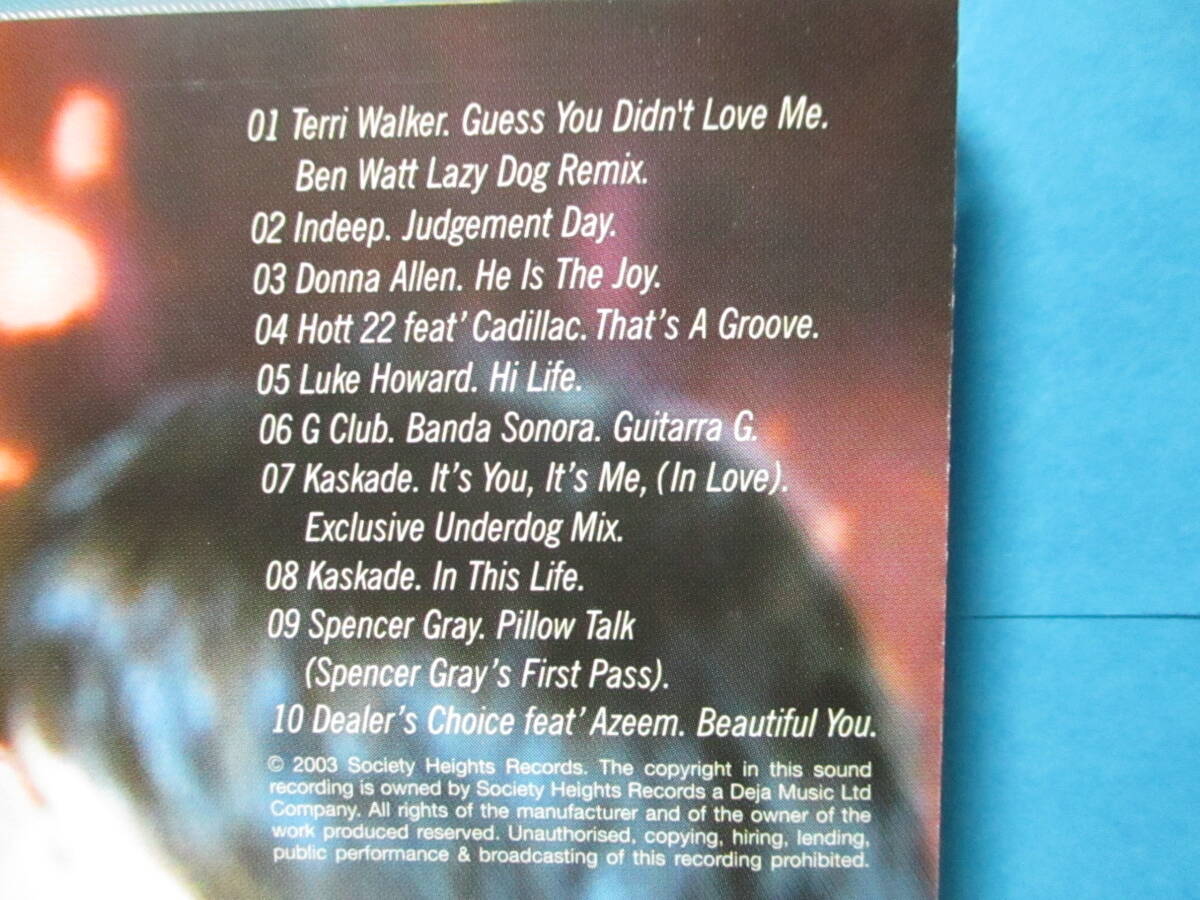 01 Terri Walker. Guess You Didn't Love Me.
Ben Watt Lazy Dog Remix.
02 Indeep. Judgement Day.
03 Donna Allen. He Is The Joy.
04 Hott 22 feat' Cadillac. That's A Groove.
05 Luke Howard. Hi Life.
06 G Club. Banda Sonora. Guitarra G.
07 Kaskade. It's You, It's Me, (In Love).
Exclusive Underdog Mix.
08 Kaskade. In This Life.
09 Spencer Gray. Pillow Talk
(Spencer Gray's First Pass).
10 Dealer's Choice feat' Azeem. Beautiful You.
© 2003 Society Heights Records. The copyright in this sound
recording is owned by Society Heights Records a Deja Music Ltd
Company. All rights of the manufacturer and of the owner of the
work produced reserved. Unauthorised, copying, hiring, lending,
public performance & broadcasting of this recording prohibited.